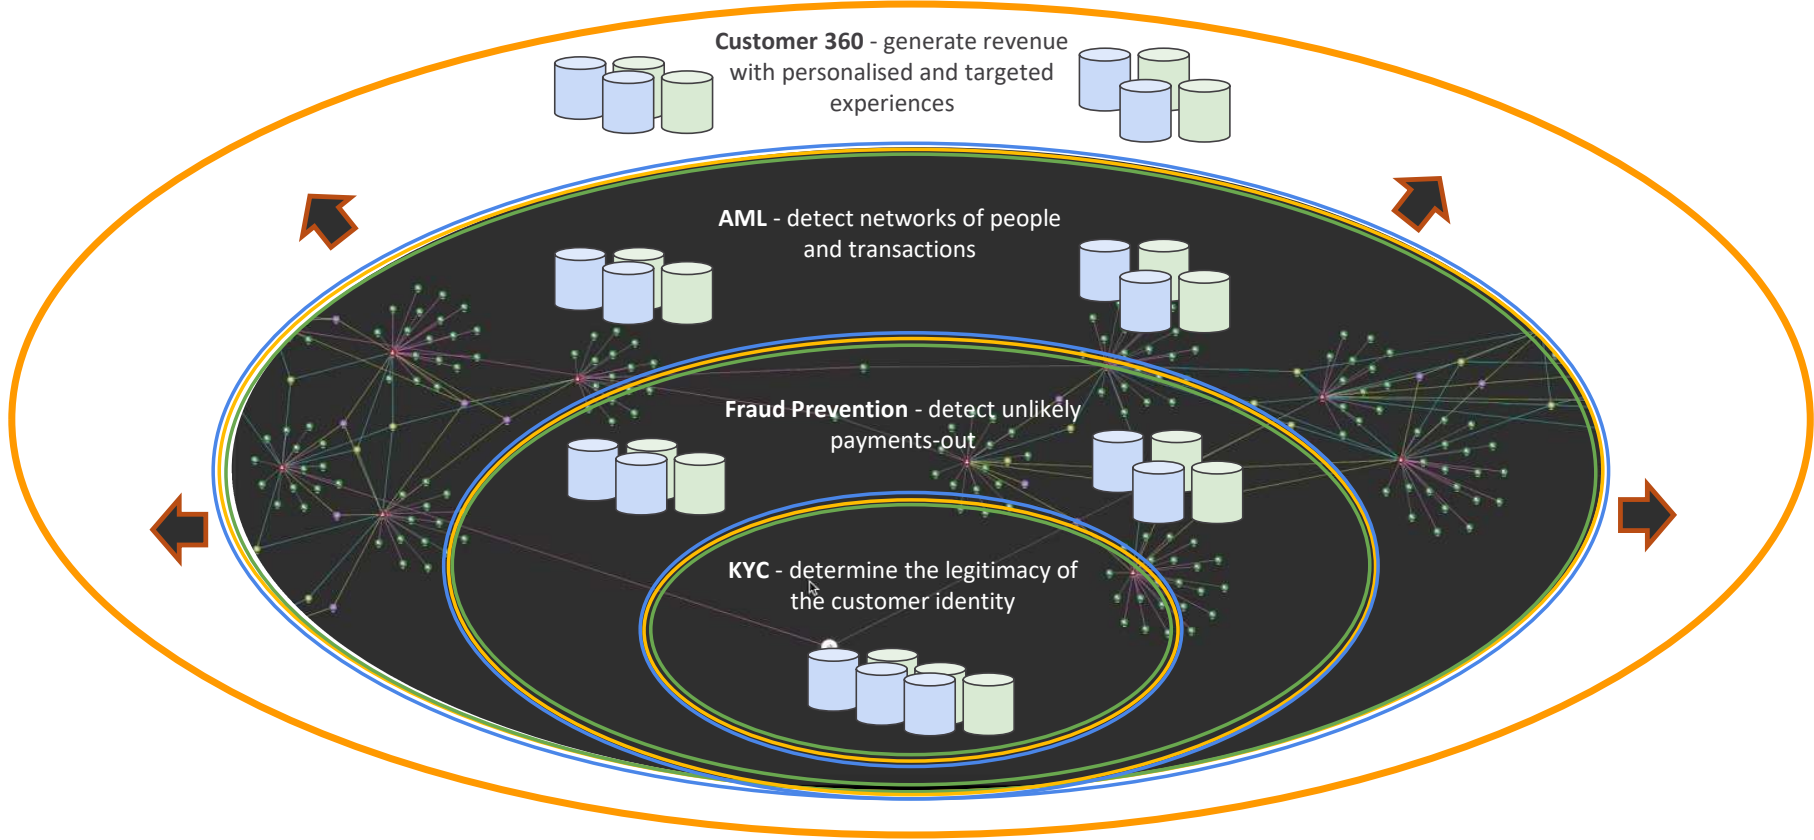 Customer 360 - generate revenue
with personalised and targeted
experiences
AML - detect networks of people
and transactions
Fraud Prevention - detect unlikely
payments-out
KYC - determine the legitimacy of
the customer identity